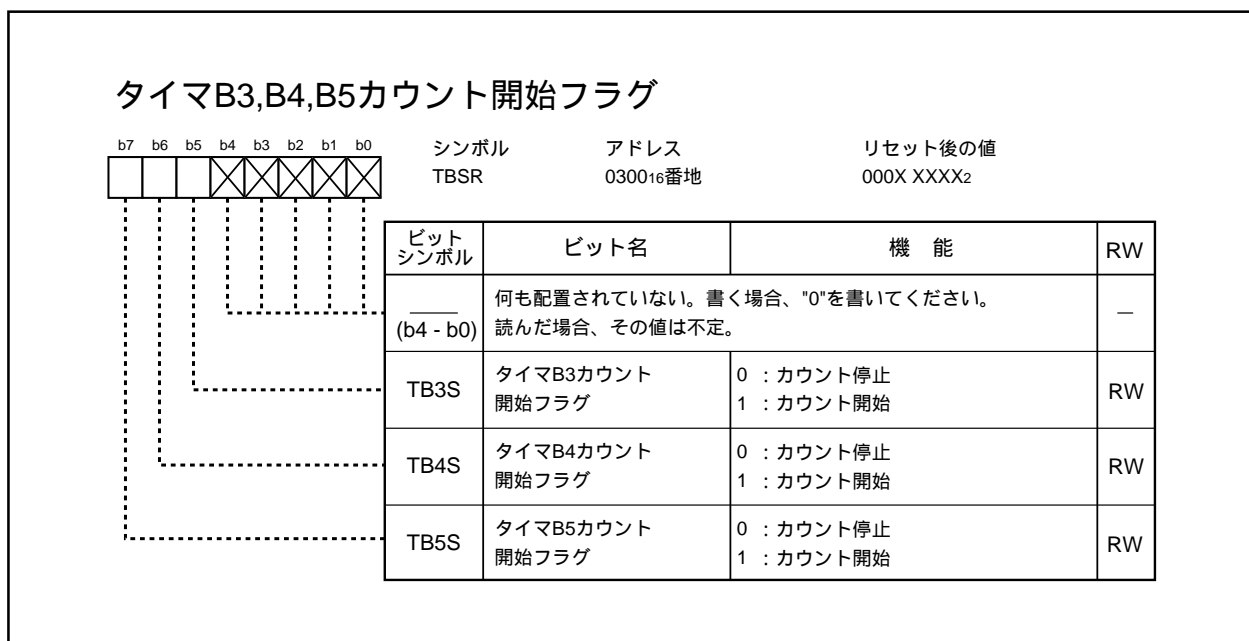 タイマB3,B4,B5カウント開始フラグ
b7 b6 b5 b4 b3 b2 b1 b0
シンボル アドレス リセット後の値
TBSR 030016番地 000X XXXX2
ビット
シンボル ビット名 機 能 RW
(b4 - b0) 何も配置されていない。書く場合、"0"を書いてください。
読んだ場合、その値は不定。 —
TB3S タイマB3カウント
開始フラグ 0 :カウント停止
1 :カウント開始 RW
TB4S タイマB4カウント
開始フラグ 0 :カウント停止
1 :カウント開始 RW
TB5S タイマB5カウント
開始フラグ 0 :カウント停止
1 :カウント開始 RW